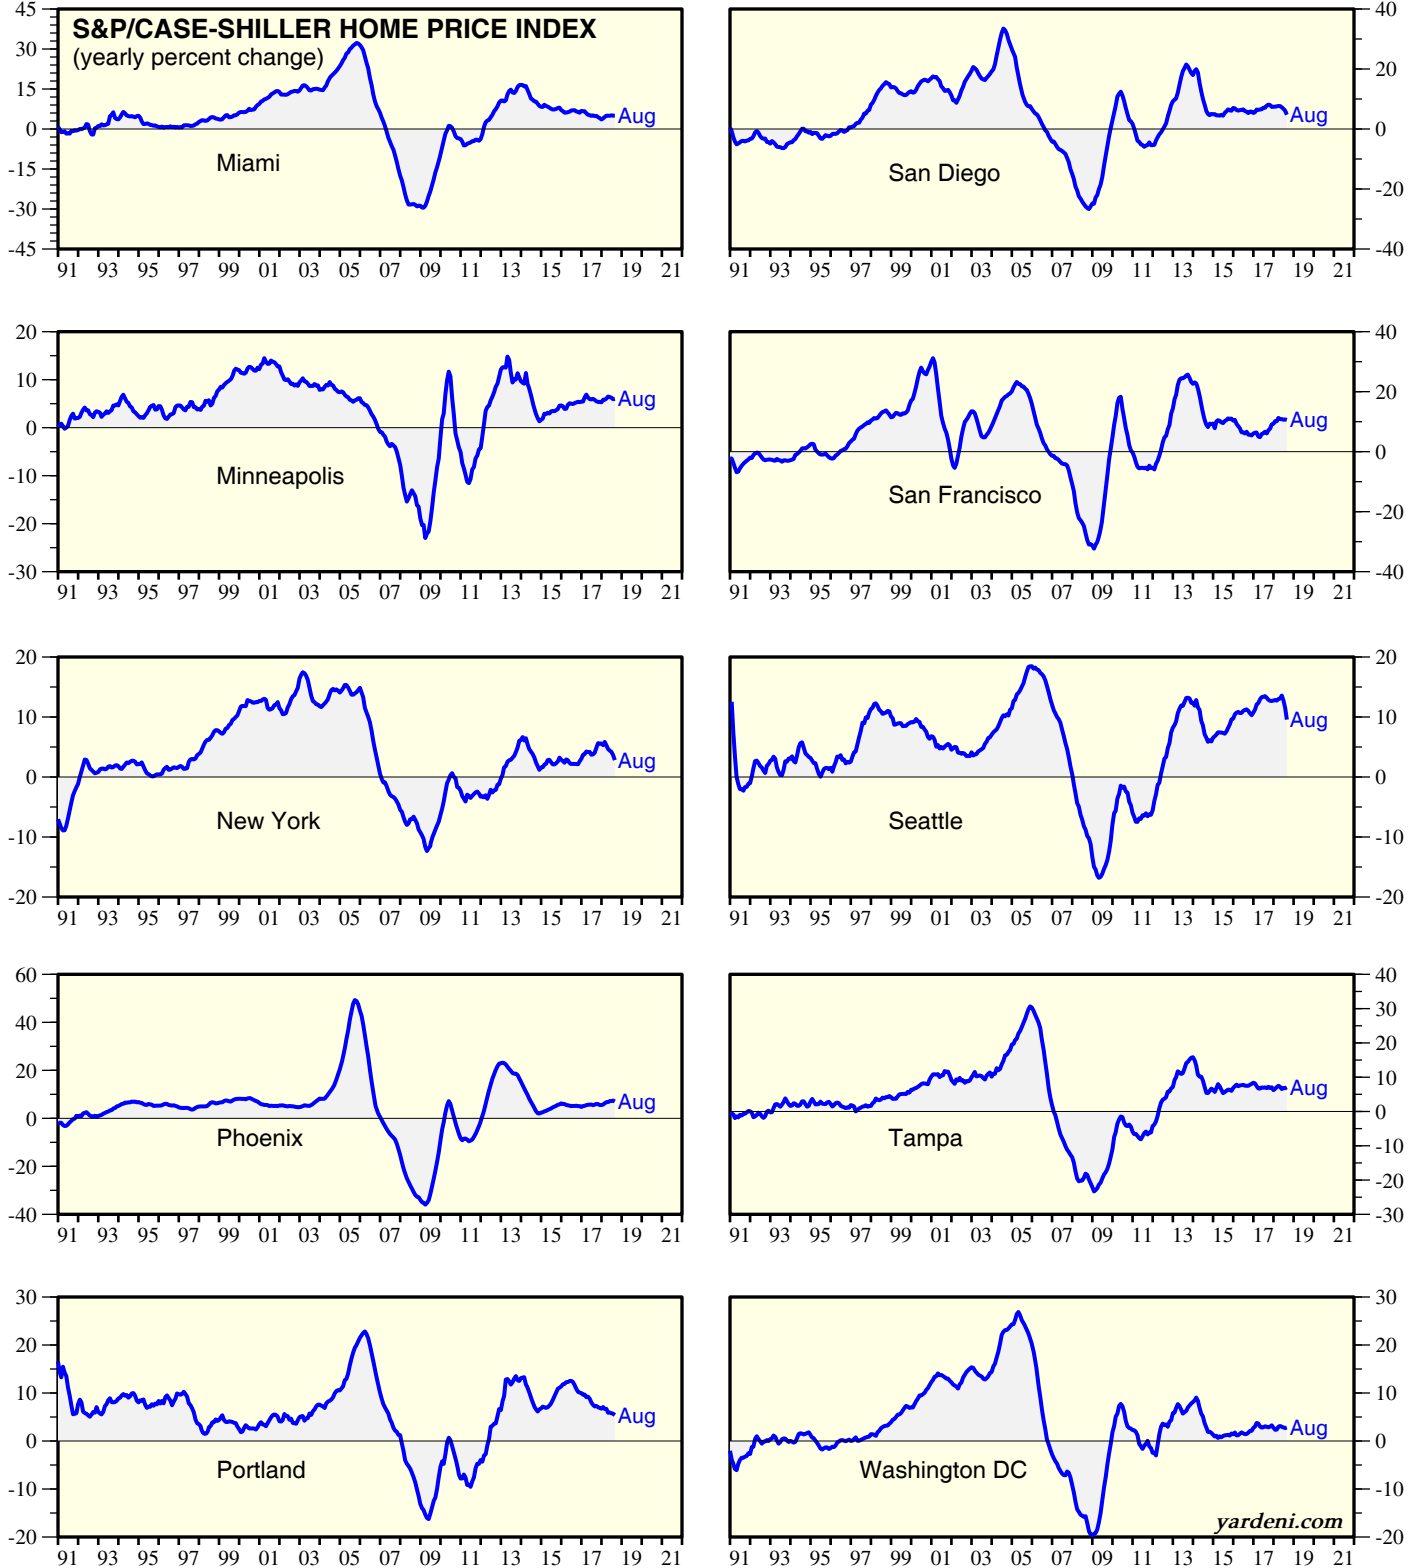 S&P/CASE-SHILLER HOME PRICE INDEX
(yearly percent change)
45
30
15
0
-15
-30
-45
Aug
Miami
91 93 95 97 99 01 03 05 07 09 11 13 15 17 19 21
40
20
0
-20
-40
Aug
San Diego
91 93 95 97 99 01 03 05 07 09 11 13 15 17 19 21
20
10
0
-10
-20
-30
Aug
Minneapolis
91 93 95 97 99 01 03 05 07 09 11 13 15 17 19 21
40
20
0
-20
-40
Aug
San Francisco
91 93 95 97 99 01 03 05 07 09 11 13 15 17 19 21
20
10
0
-10
-20
Aug
New York
91 93 95 97 99 01 03 05 07 09 11 13 15 17 19 21
20
10
0
-10
-20
Aug
Seattle
91 93 95 97 99 01 03 05 07 09 11 13 15 17 19 21
60
40
20
0
-20
-40
Aug
Phoenix
91 93 95 97 99 01 03 05 07 09 11 13 15 17 19 21
40
30
20
10
0
-10
-20
-30
Aug
Tampa
91 93 95 97 99 01 03 05 07 09 11 13 15 17 19 21
30
20
10
0
-10
-20
Aug
Portland
91 93 95 97 99 01 03 05 07 09 11 13 15 17 19 21
30
20
10
0
-10
-20
Aug
Washington DC
yardeni.com
91 93 95 97 99 01 03 05 07 09 11 13 15 17 19 21